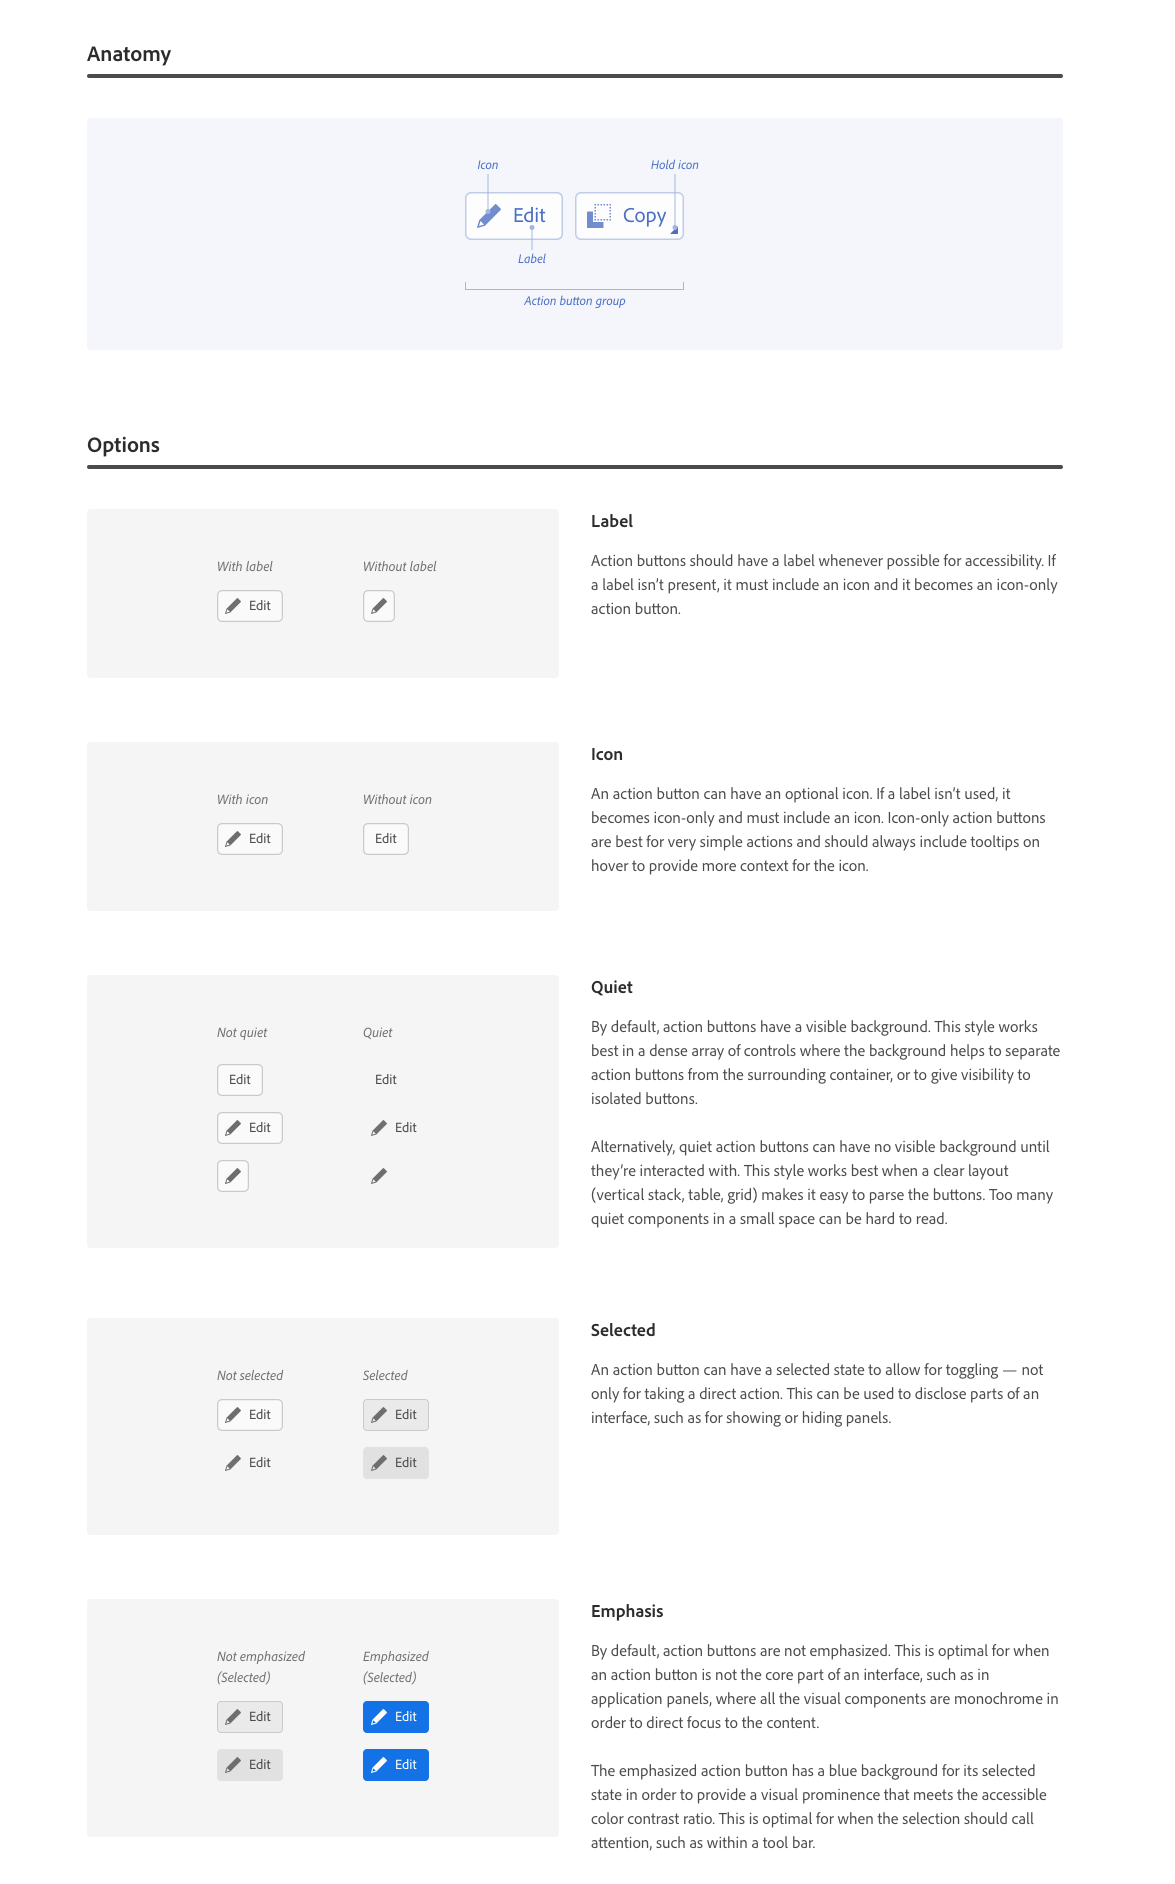 Anatomy
Icon
Hold icon
Edit
Copy
Label
Action button group
Options
With label
Without label
Edit
Label
Action buttons should have a label whenever possible for accessibility. If
a label isn’t present, it must include an icon and it becomes an icon-only
action button.
With icon
Without icon
Edit
Edit
Icon
An action button can have an optional icon. If a label isn’t used, it
becomes icon-only and must include an icon. Icon-only action buttons
are best for very simple actions and should always include tooltips on
hover to provide more context for the icon.
Not quiet
Quiet
Edit
Edit
Edit
Edit
Quiet
By default, action buttons have a visible background. This style works
best in a dense array of controls where the background helps to separate
action buttons from the surrounding container, or to give visibility to
isolated buttons.
Alternatively, quiet action buttons can have no visible background until
they’re interacted with. This style works best when a clear layout
(vertical stack, table, grid) makes it easy to parse the buttons. Too many
quiet components in a small space can be hard to read.
Not selected
Selected
Edit
Edit
Edit
Edit
Selected
An action button can have a selected state to allow for toggling — not
only for taking a direct action. This can be used to disclose parts of an
interface, such as for showing or hiding panels.
Not emphasized
(Selected)
Emphasized
(Selected)
Edit
Edit
Edit
Edit
Emphasis
By default, action buttons are not emphasized. This is optimal for when
an action button is not the core part of an interface, such as in
application panels, where all the visual components are monochrome in
order to direct focus to the content.
The emphasized action button has a blue background for its selected
state in order to provide a visual prominence that meets the accessible
color contrast ratio. This is optimal for when the selection should call
attention, such as within a tool bar.